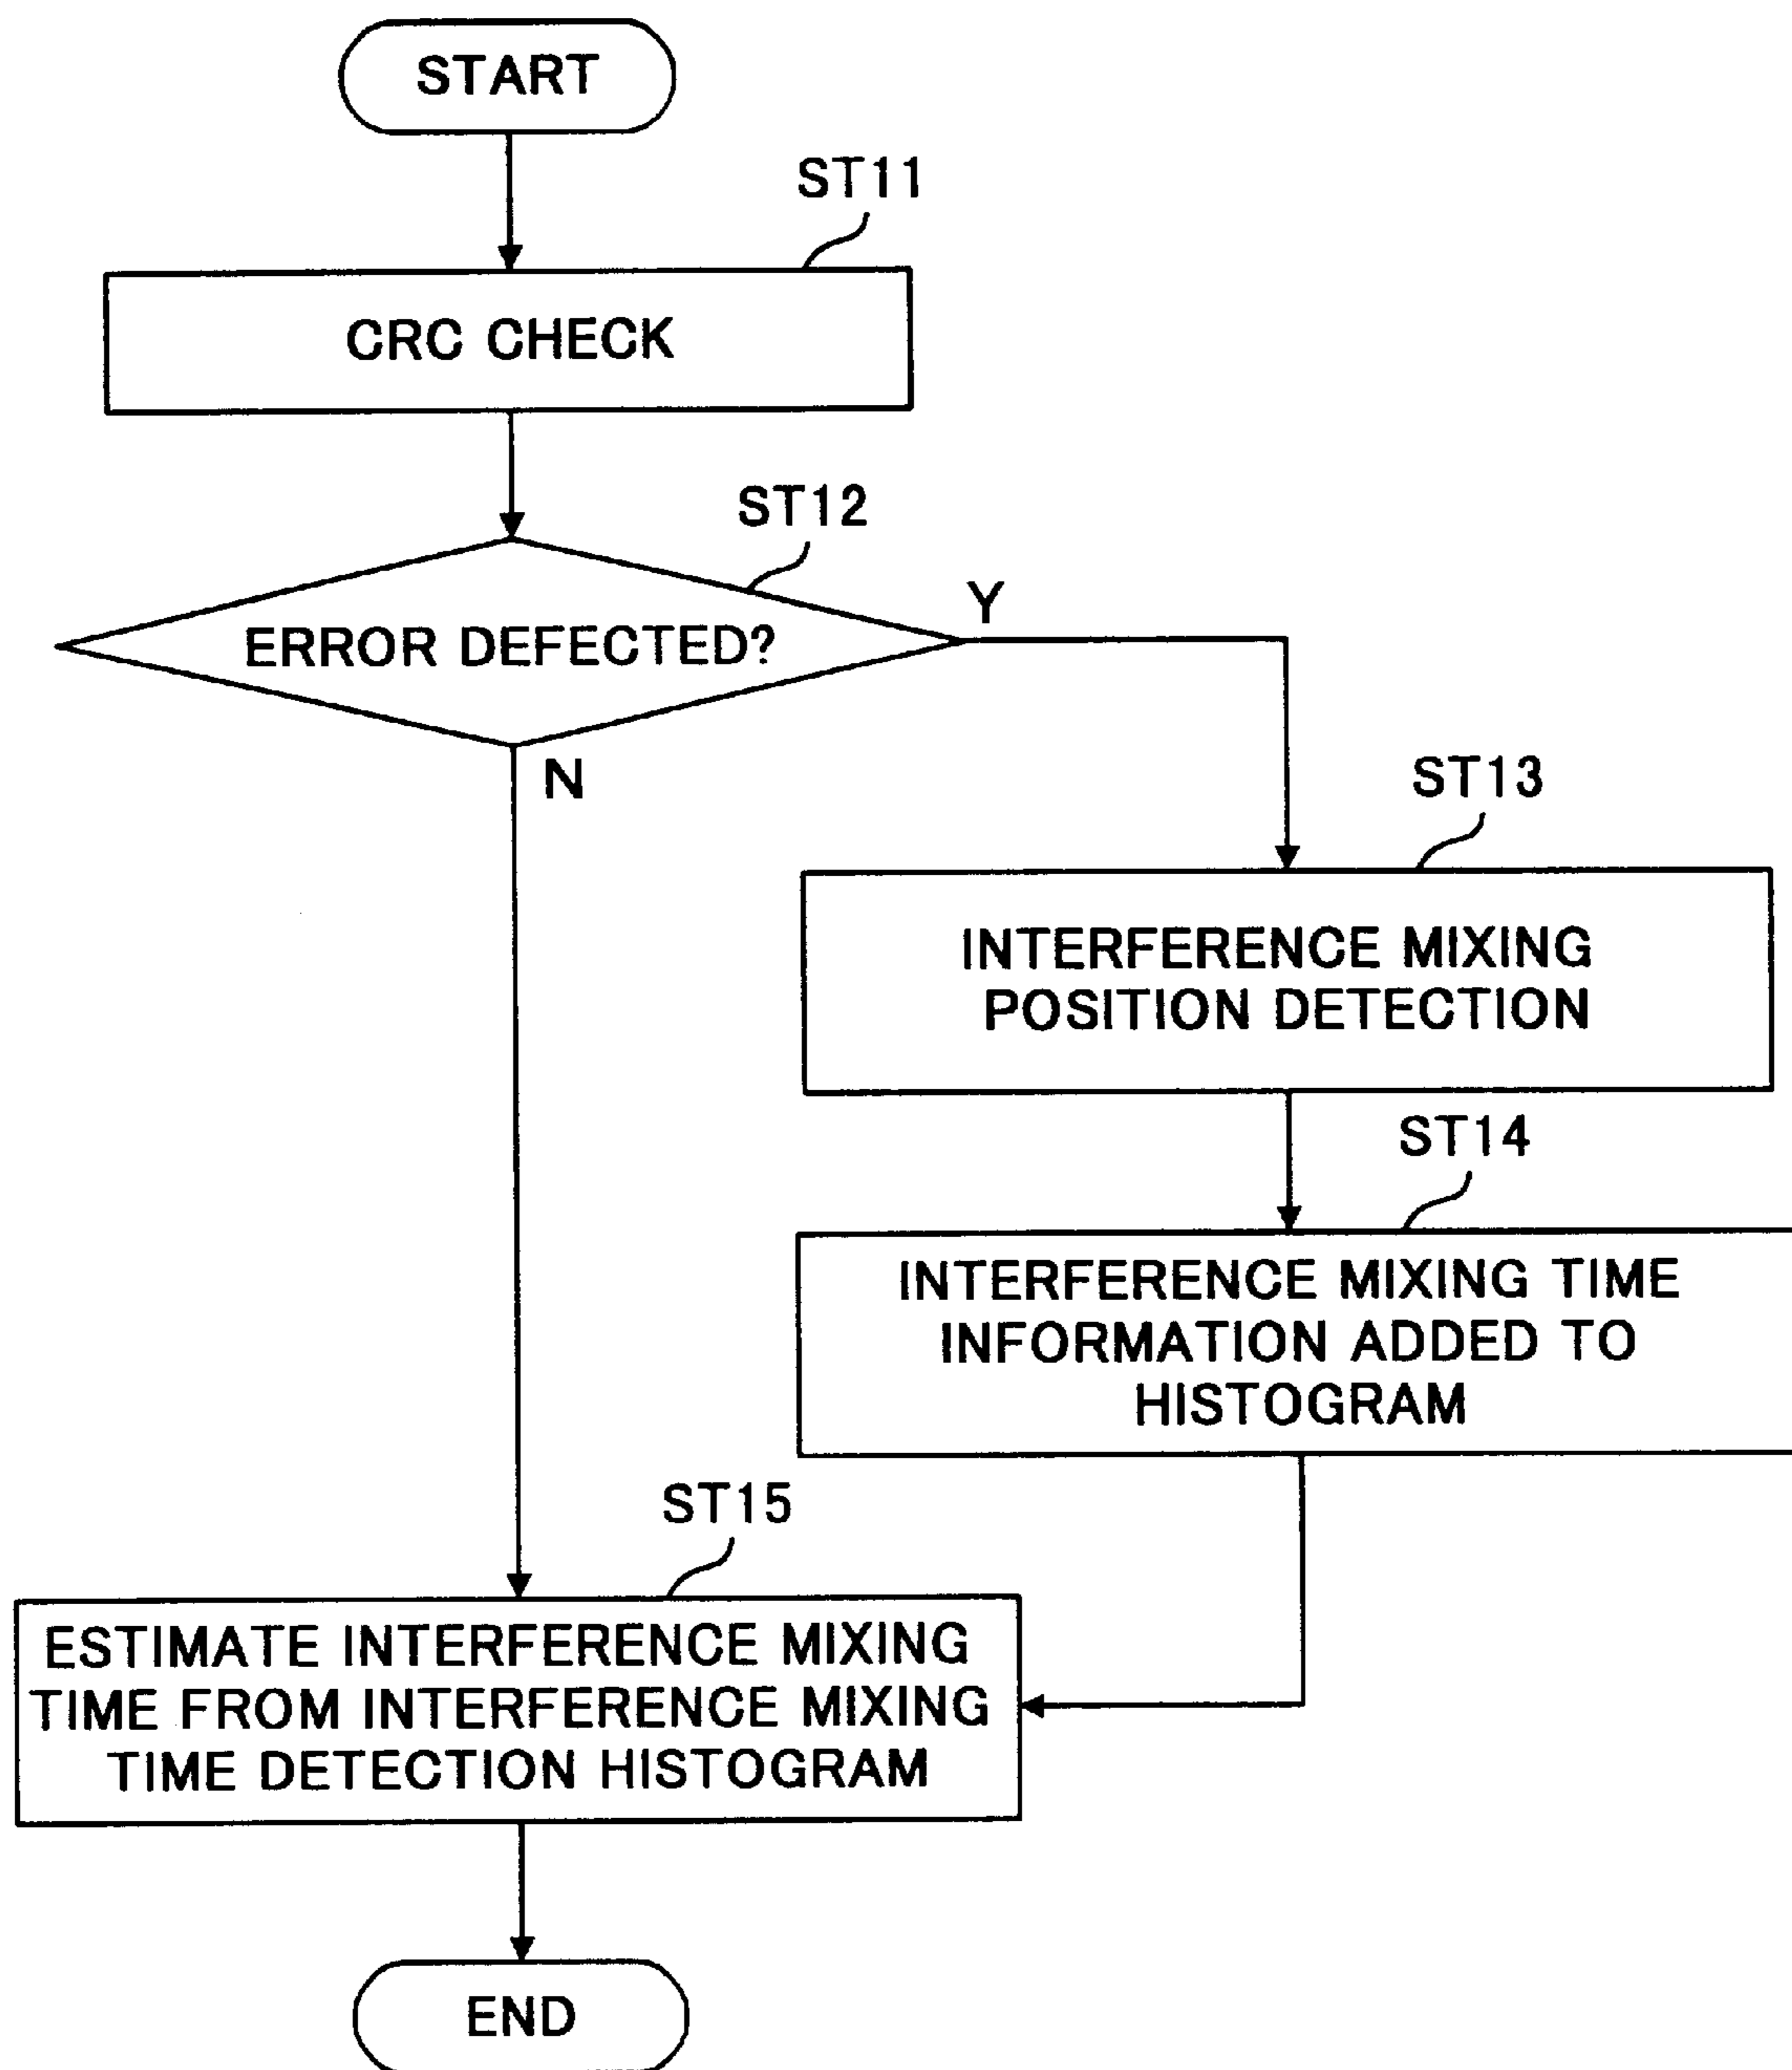 START
ST11
CRC CHECK
ST12
ERROR DEFECTED?
Y
N
ST13
INTERFERENCE MIXING
POSITION DETECTION
ST14
INTERFERENCE MIXING TIME
INFORMATION ADDED TO
HISTOGRAM
ST15
ESTIMATE INTERFERENCE MIXING
TIME FROM INTERFERENCE MIXING
TIME DETECTION HISTOGRAM
END